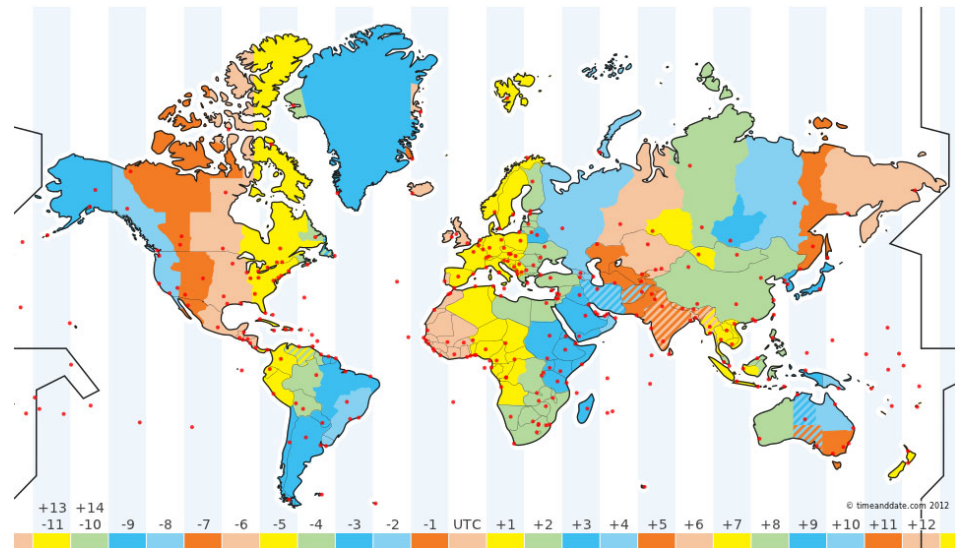 © timeanddate.com 2012
+13 +14
-11 -10 -9 -8 -7 -6 -5 -4 -3 -2 -1 UTC +1 +2 +3 +4 +5 +6 +7 +8 +9 +10 +11 +12